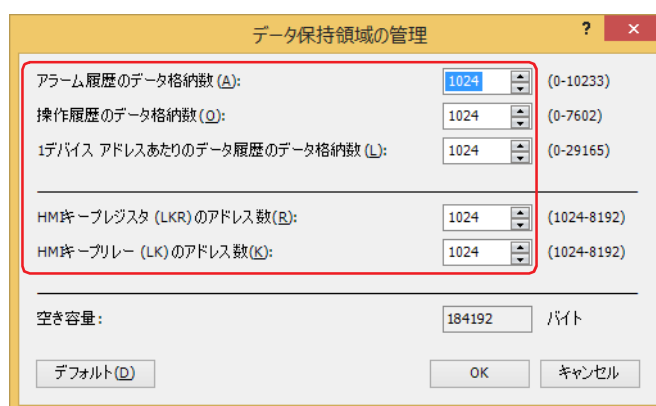 データ保持領域の管理 ? ×
アラーム履歴のデータ格納数(A): 1024 (0-10233)
操作履歴のデータ格納数(O): 1024 (0-7602)
1デバイス アドレスあたりのデータ履歴のデータ格納数(L): 1024 (0-29165)
HMIキープレジスタ (LKR)のアドレス数(R): 1024 (1024-8192)
HMIキープリレー (LK)のアドレス数(K): 1024 (1024-8192)
空き容量: 184192 バイト
デフォルト(D) OK キャンセル